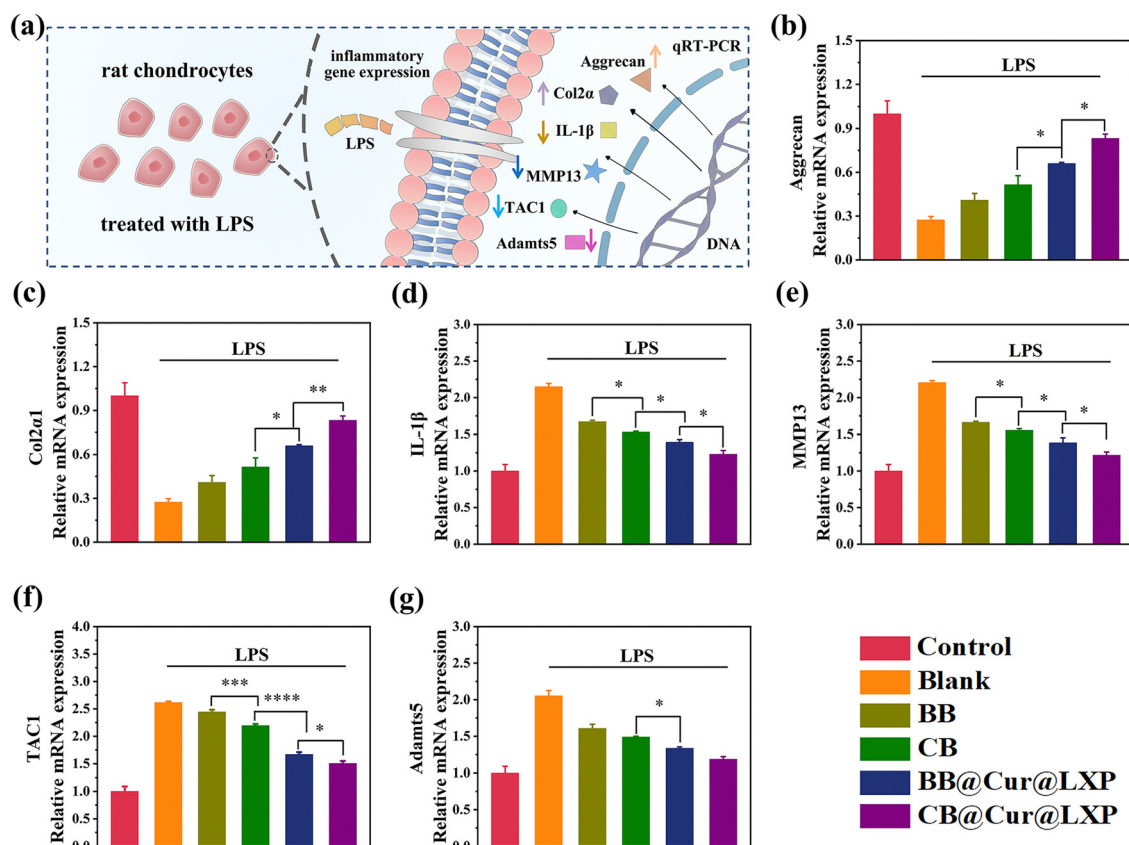 (a)
rat chondrocytes
treated with LPS
inflammatory
gene expression
LPS
qRT-PCR
Aggrecan
Col2α
IL-1β
MMP13
TAC1
Adamts5
DNA
(b)
Aggrecan
Relative mRNA expression
1.5
1.2
0.9
0.6
0.3
0.0
LPS
*
*
(c)
Col2α1
Relative mRNA expression
1.5
1.2
0.9
0.6
0.3
0.0
LPS
*
**
(d)
IL-1β
Relative mRNA expression
3.0
2.5
2.0
1.5
1.0
0.5
0.0
LPS
*
*
*
(e)
MMP13
Relative mRNA expression
3.0
2.5
2.0
1.5
1.0
0.5
0.0
LPS
*
*
*
(f)
TAC1
Relative mRNA expression
4.0
3.5
3.0
2.5
2.0
1.5
1.0
0.5
0.0
LPS
***
****
*
(g)
Adamts5
Relative mRNA expression
3.0
2.5
2.0
1.5
1.0
0.5
0.0
LPS
*
Control
Blank
BB
CB
BB@Cur@LXP
CB@Cur@LXP